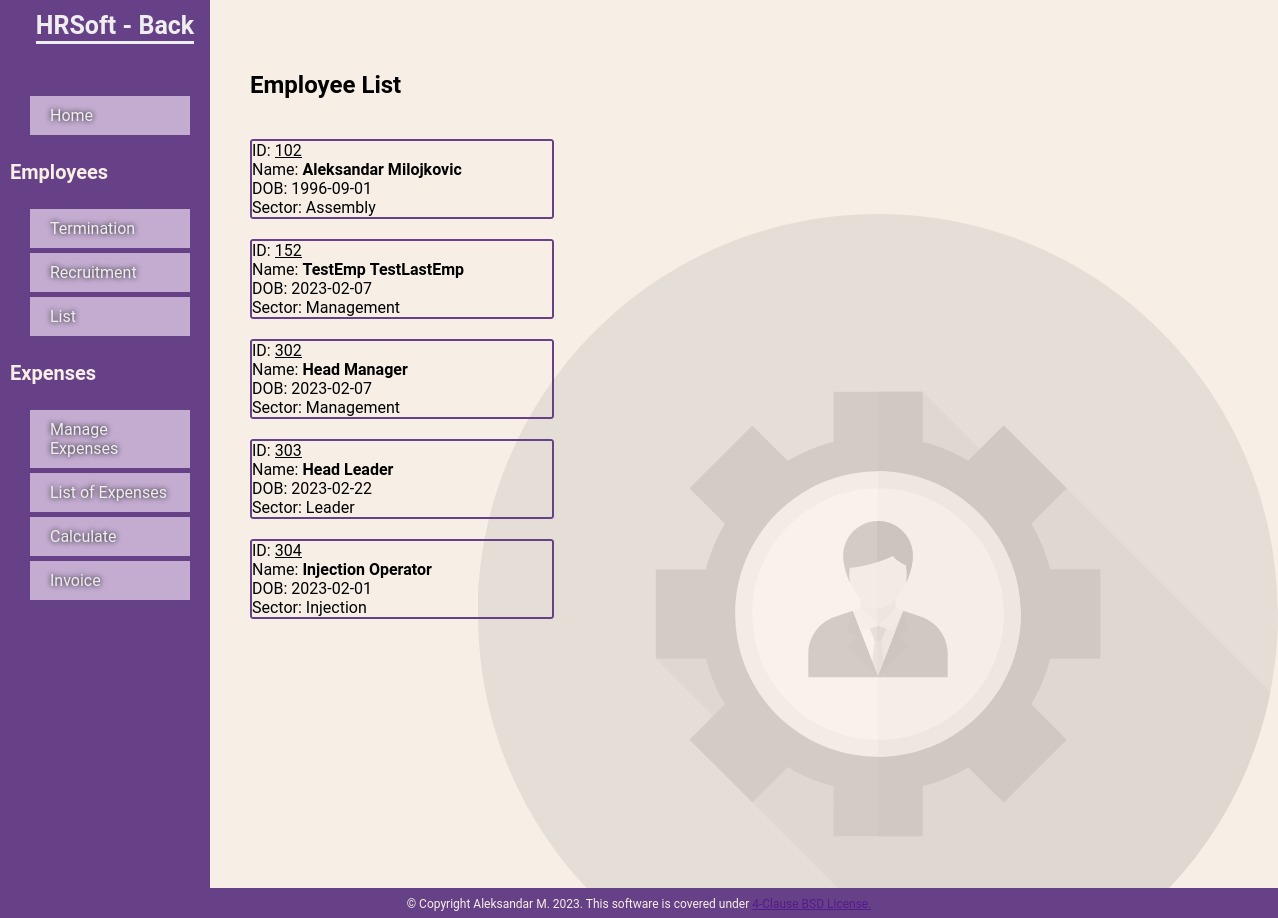 HRSoft - Back
Home
Employees
Termination
Recruitment
List
Expenses
Manage
Expenses
List of Expenses
Calculate
Invoice
Employee List
ID: 102
Name: Aleksandar Milojkovic
DOB: 1996-09-01
Sector: Assembly
ID: 152
Name: TestEmp TestLastEmp
DOB: 2023-02-07
Sector: Management
ID: 302
Name: Head Manager
DOB: 2023-02-07
Sector: Management
ID: 303
Name: Head Leader
DOB: 2023-02-22
Sector: Leader
ID: 304
Name: Injection Operator
DOB: 2023-02-01
Sector: Injection
© Copyright Aleksandar M. 2023. This software is covered under 4-Clause BSD License.